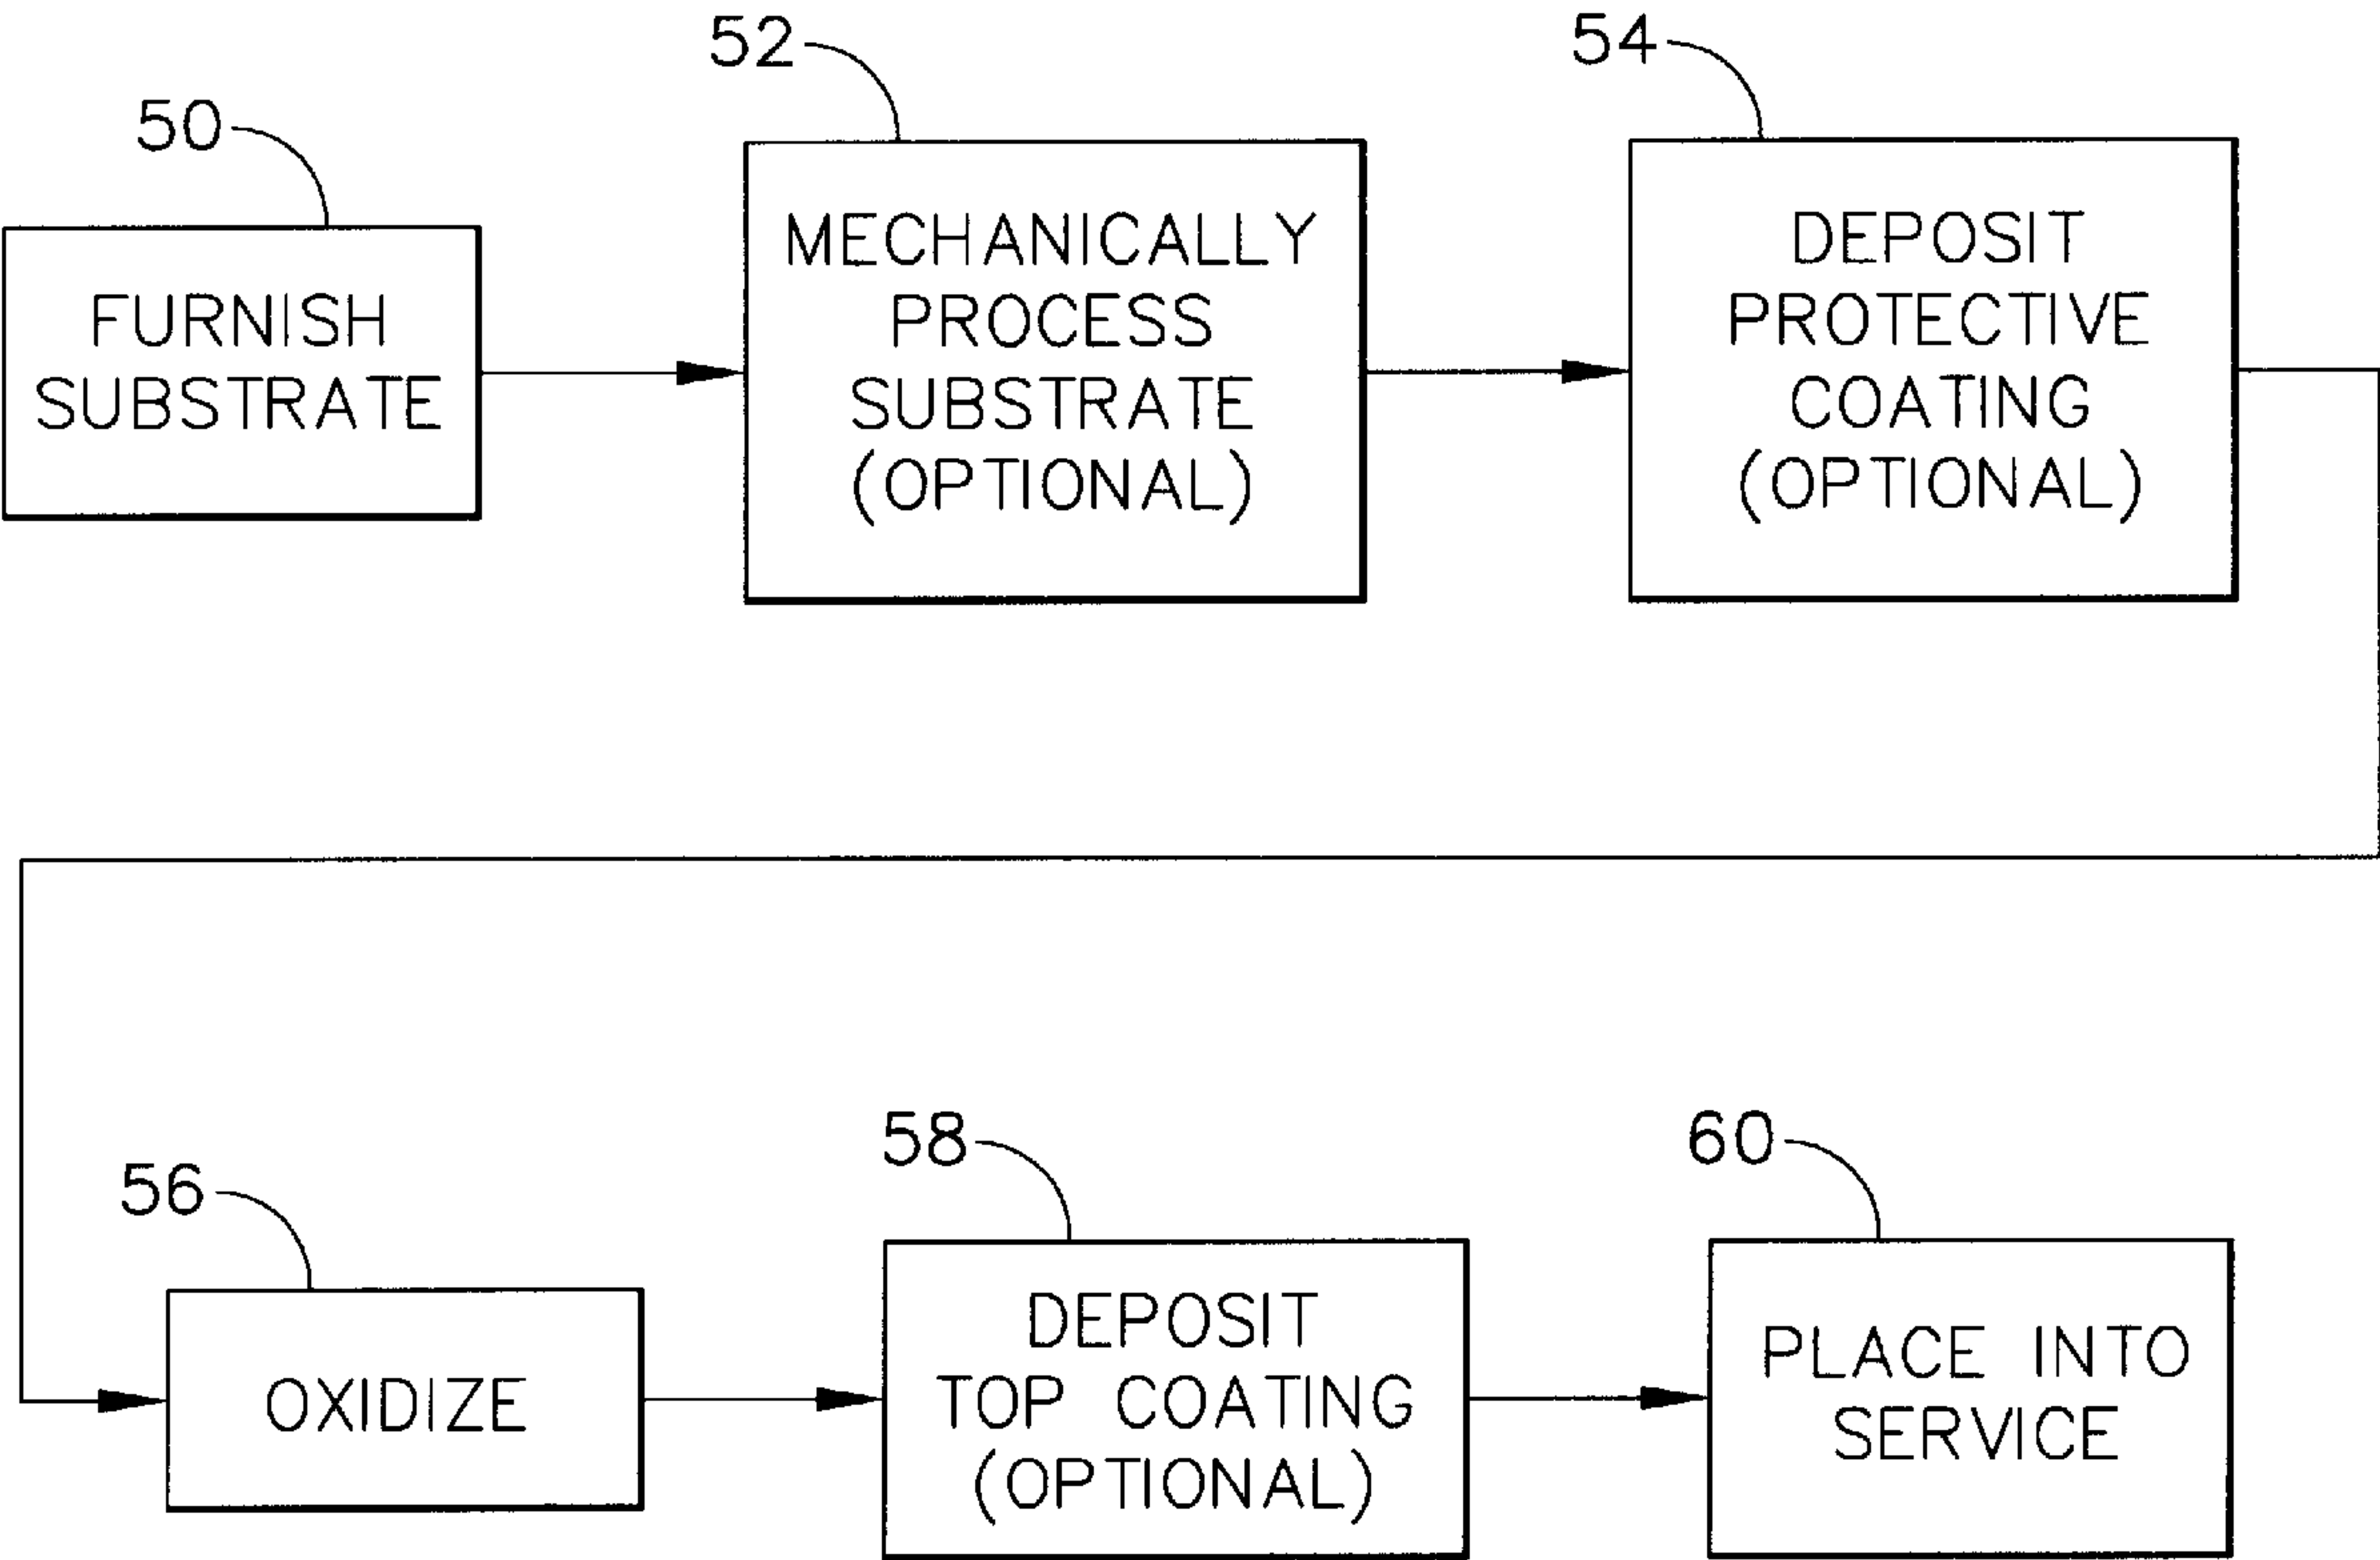 50
FURNISH
SUBSTRATE
52
MECHANICALLY
PROCESS
SUBSTRATE
(OPTIONAL)
54
DEPOSIT
PROTECTIVE
COATING
(OPTIONAL)
56
OXIDIZE
58
DEPOSIT
TOP COATING
(OPTIONAL)
60
PLACE INTO
SERVICE